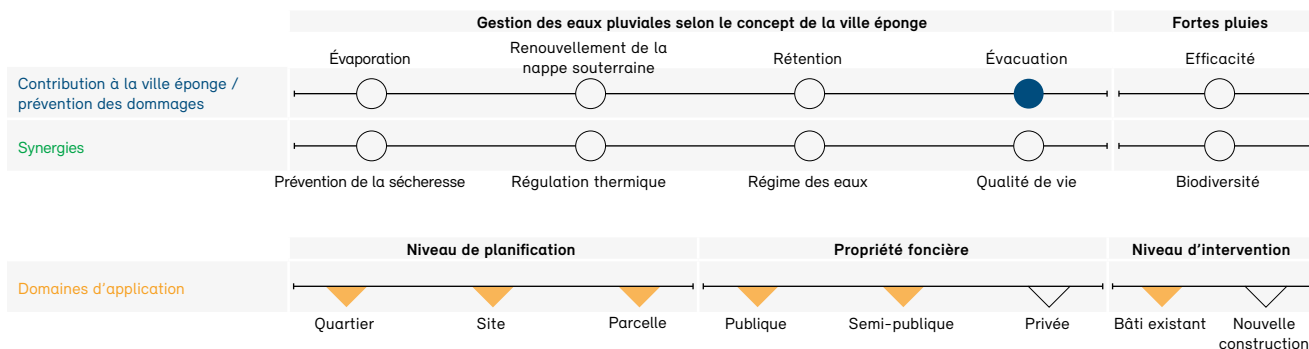 Gestion des eaux pluviales selon le concept de la ville éponge
Fortes pluies
Évaporation
Renouvellement de la
nappe souterraine
Rétention
Évacuation
Efficacité
Contribution à la ville éponge /
prévention des dommages
Synergies
Prévention de la sécheresse
Régulation thermique
Régime des eaux
Qualité de vie
Biodiversité
Niveau de planification
Propriété foncière
Niveau d'intervention
Domaines d'application
Quartier
Site
Parcelle
Publique
Semi-publique
Privée
Bâti existant
Nouvelle
construction